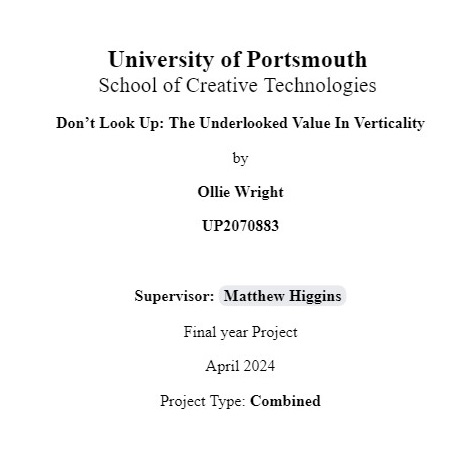 University of Portsmouth
School of Creative Technologies
Don’t Look Up: The Underlooked Value In Verticality
by
Ollie Wright
UP2070883
Supervisor: Matthew Higgins
Final year Project
April 2024
Project Type: Combined